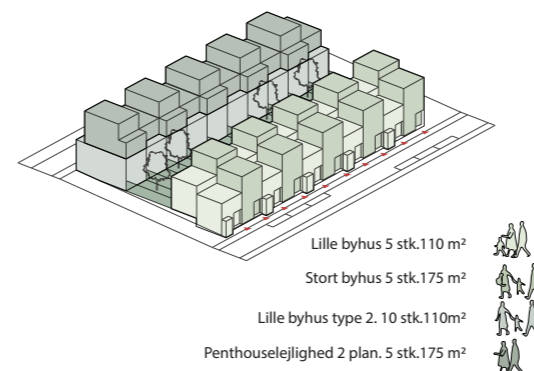 Lille byhus 5 stk.110 m²
Stort byhus 5 stk.175 m²
Lille byhus type 2. 10 stk.110m²
Penthouselejlighed 2 plan. 5 stk.175 m²